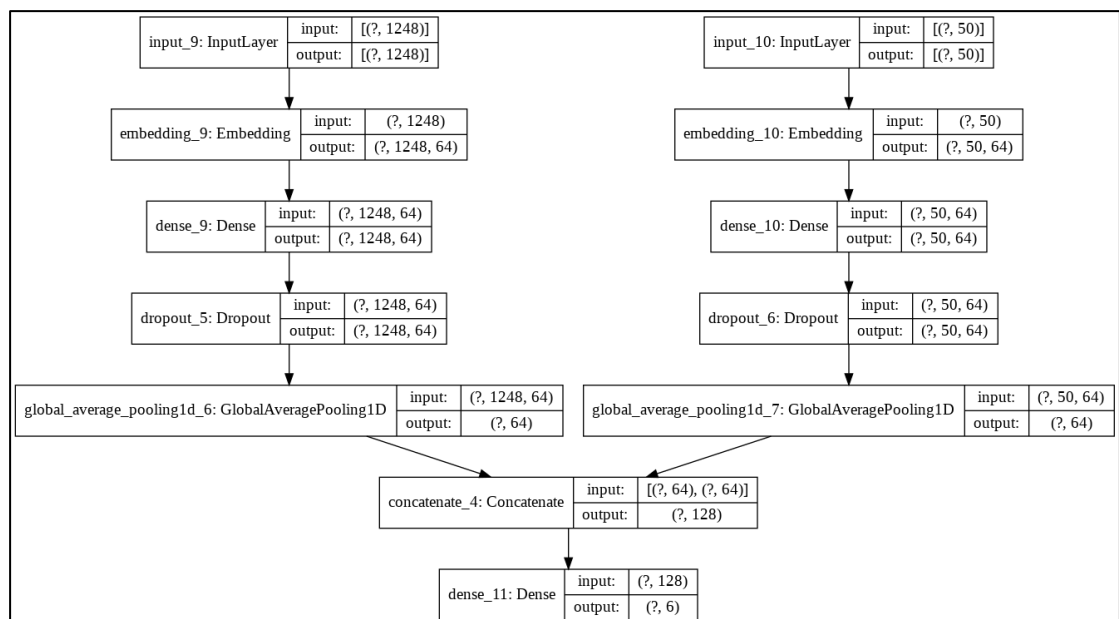 input_9: InputLayer input: [(?, 1248)]
output: [(?, 1248)]
input_10: InputLayer input: [(?, 50)]
output: [(?, 50)]
embedding_9: Embedding input: (?, 1248)
output: (?, 1248, 64)
embedding_10: Embedding input: (?, 50)
output: (?, 50, 64)
dense_9: Dense input: (?, 1248, 64)
output: (?, 1248, 64)
dense_10: Dense input: (?, 50, 64)
output: (?, 50, 64)
dropout_5: Dropout input: (?, 1248, 64)
output: (?, 1248, 64)
dropout_6: Dropout input: (?, 50, 64)
output: (?, 50, 64)
global_average_pooling1d_6: GlobalAveragePooling1D input: (?, 1248, 64)
output: (?, 64)
global_average_pooling1d_7: GlobalAveragePooling1D input: (?, 50, 64)
output: (?, 64)
concatenate_4: Concatenate input: [(?, 64), (?, 64)]
output: (?, 128)
dense_11: Dense input: (?, 128)
output: (?, 6)